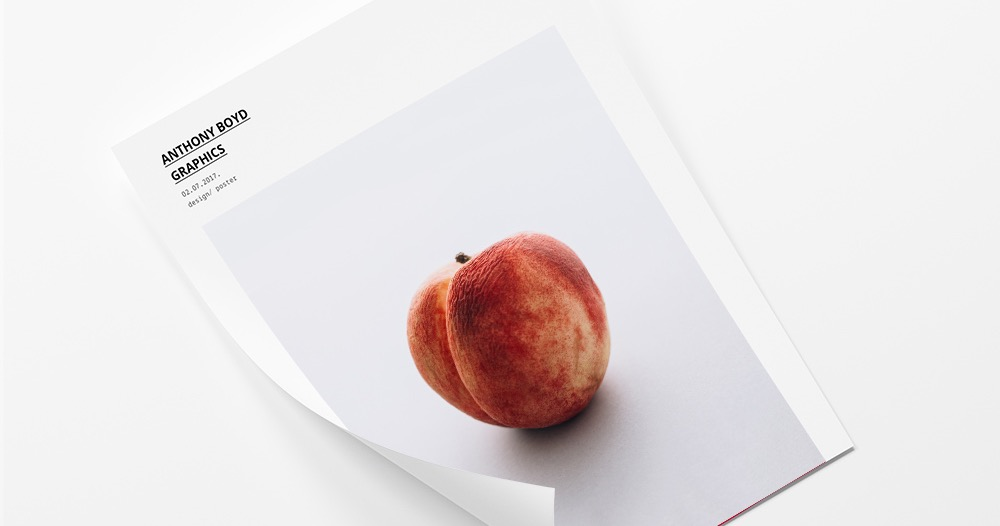 ANTHONY BOYD
GRAPHICS
02.07.2017.
design/ poster